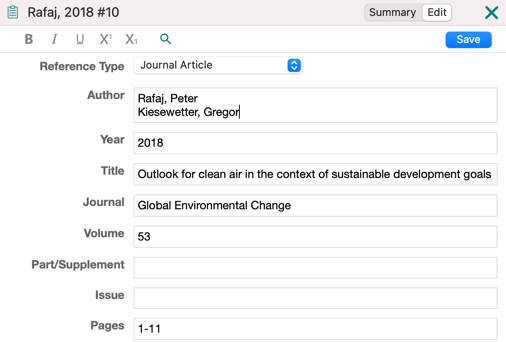 Rafaj, 2018 #10
Summary Edit
B I U X¹ X₁ Save
Reference Type Journal Article
Author Rafaj, Peter
Kiesewetter, Gregor
Year 2018
Title Outlook for clean air in the context of sustainable development goals
Journal Global Environmental Change
Volume 53
Part/Supplement
Issue
Pages 1-11